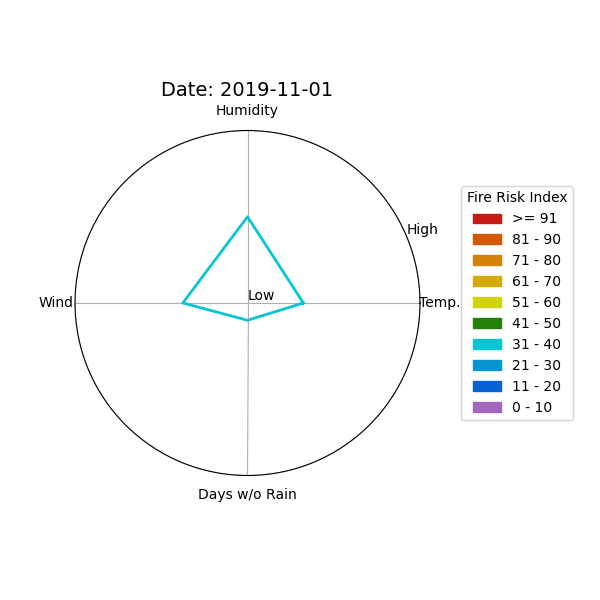 Date: 2019-11-01
Humidity
High
Low
Wind
Temp.
Days w/o Rain
Fire Risk Index
>= 91
81 - 90
71 - 80
61 - 70
51 - 60
41 - 50
31 - 40
21 - 30
11 - 20
0 - 10